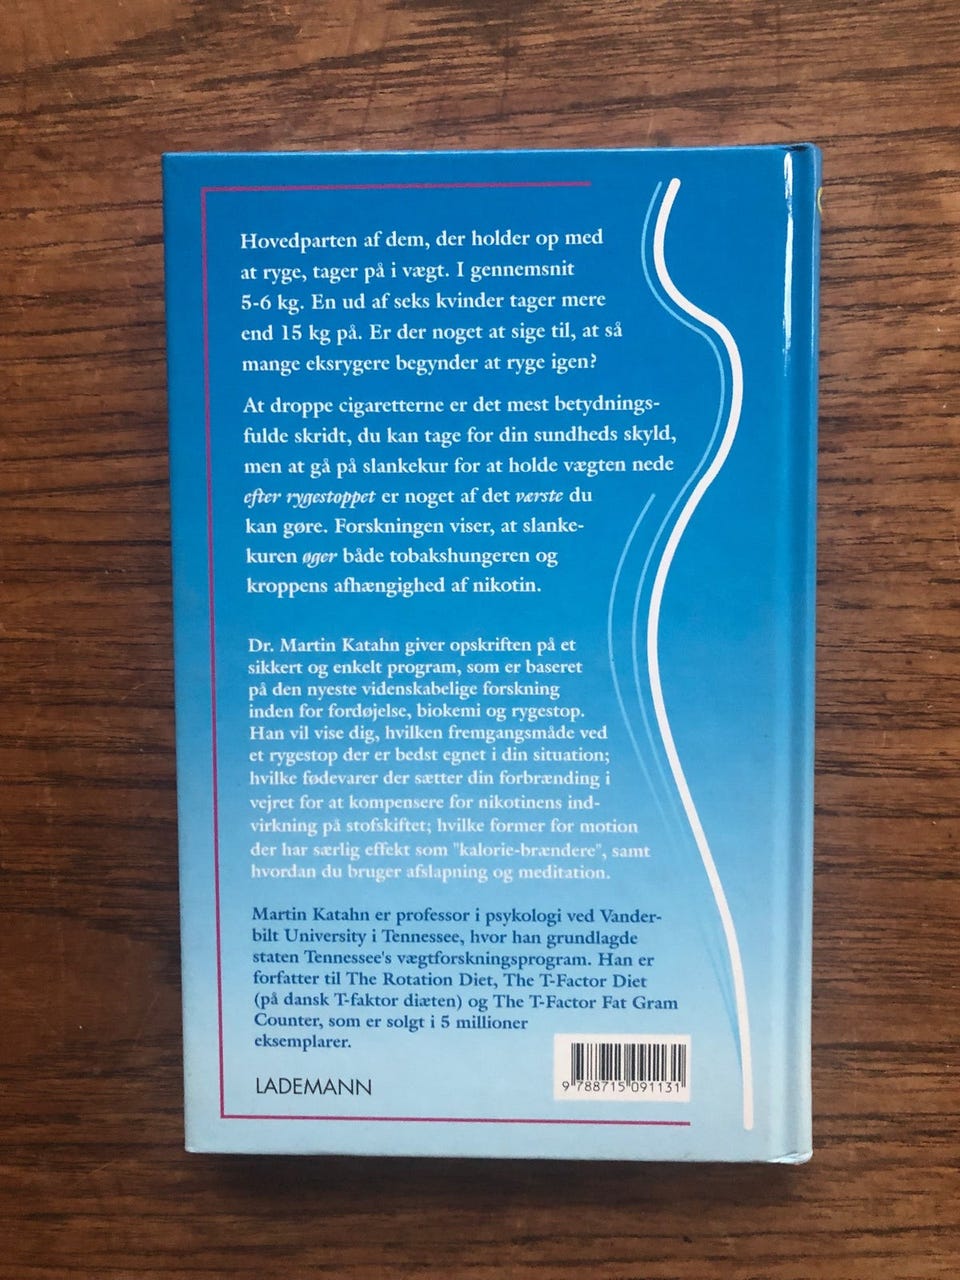 Hovedparten af dem, der holder op med
at ryge, tager på i vægt. I gennemsnit
5-6 kg. En ud af seks kvinder tager mere
end 15 kg på. Er der noget at sige til, at så
mange eksrygere begynder at ryge igen?
At droppe cigaretterne er det mest betydnings-
fulde skridt, du kan tage for din sundheds skyld,
men at gå på slankekur for at holde vægten nede
efter rygestoppet er noget af det værste du
kan gøre. Forskningen viser, at slanke-
kuren øger både tobakshungeren og
kroppens afhængighed af nikotin.
Dr. Martin Katahn giver opskriften på et
sikkert og enkelt program, som er baseret
på den nyeste videnskabelige forskning
inden for fordøjelse, biokemi og rygestop.
Han vil vise dig, hvilken fremgangsmåde ved
et rygestop der er bedst egnet i din situation;
hvilke fødevarer der sætter din forbrænding i
vejret for at kompensere for nikotinens ind-
virkning på stofskiftet; hvilke former for motion
der har særlig effekt som "kalorie-brændere", samt
hvordan du bruger afslapning og meditation.
Martin Katahn er professor i psykologi ved Vander-
bilt University i Tennessee, hvor han grundlagde
staten Tennessee's vægtforskningsprogram. Han er
forfatter til The Rotation Diet, The T-Factor Diet
(på dansk T-faktor diæten) og The T-Factor Fat Gram
Counter, som er solgt i 5 millioner
eksemplarer.
LADEMANN
9 788715 091131